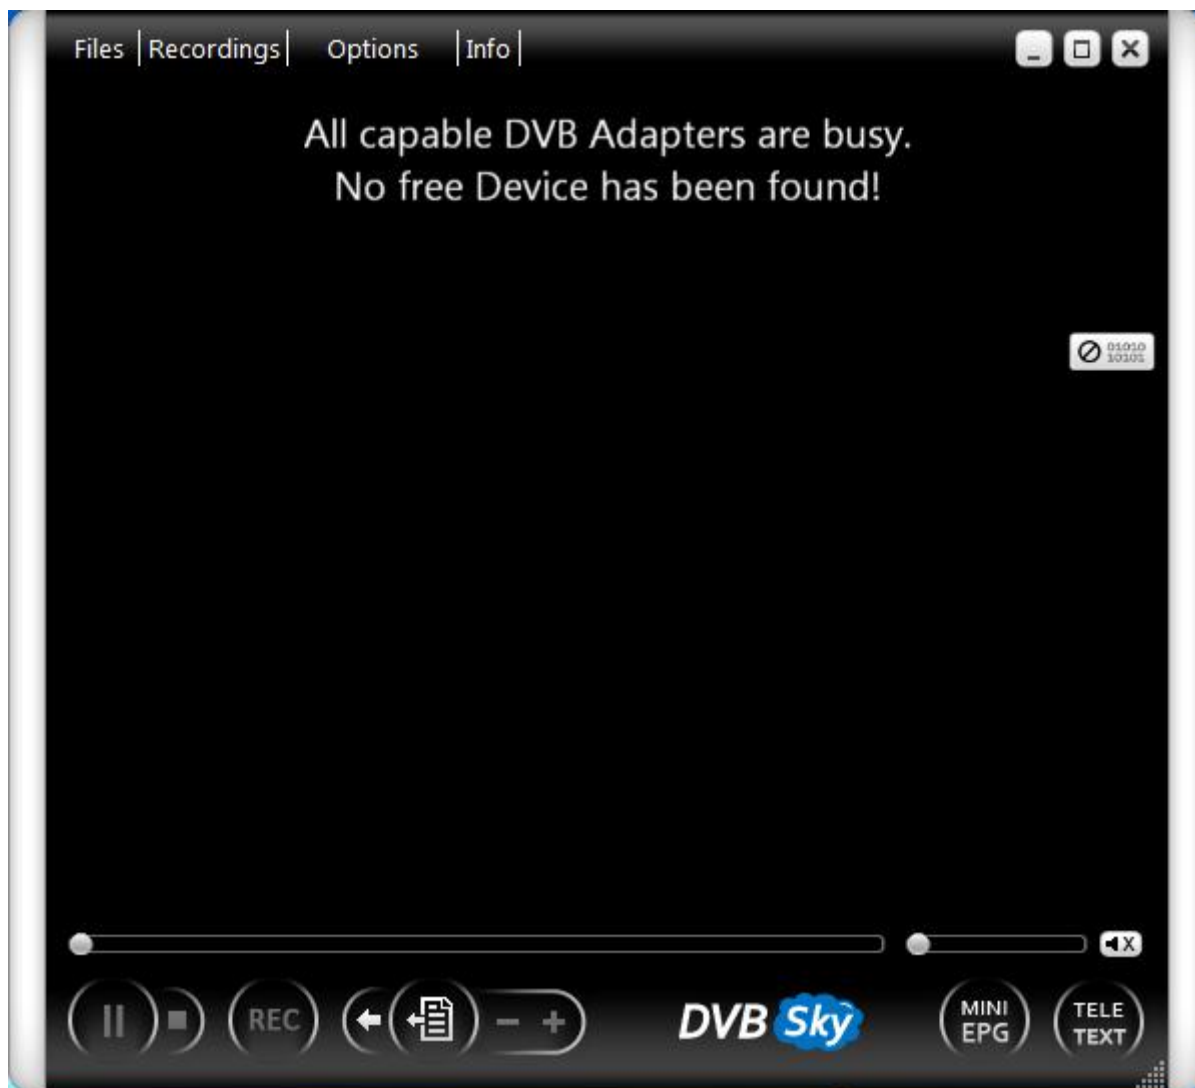 Files Recordings Options Info
All capable DVB Adapters are busy.
No free Device has been found!
01010
10101
REC
DVB Sky
MINI
EPG
TELE
TEXT